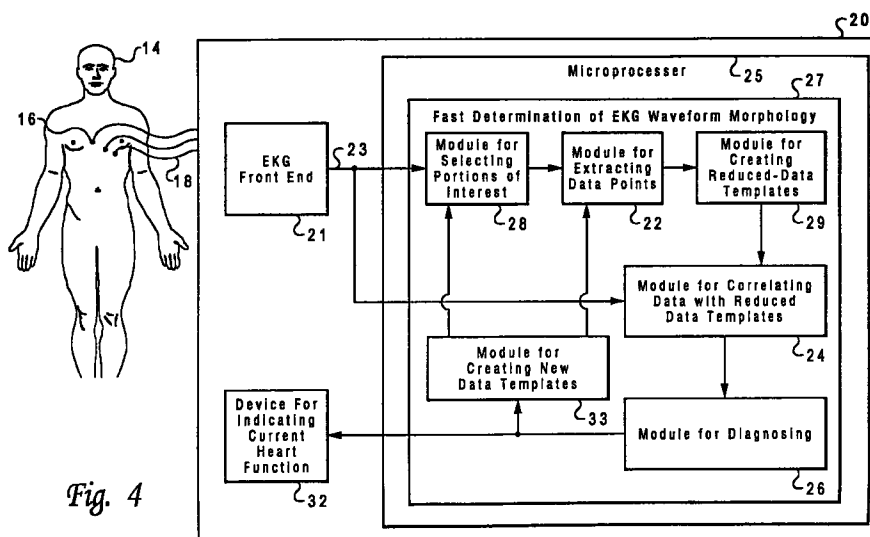 20
14
25
Microprocesser
27
16
18
Fast Determination of EKG Waveform Morphology
EKG
Front End
21
23
Module for
Selecting
Portions of
Interest
28
Module for
Extracting
Data Points
22
Module for
Creating
Reduced-Data
Templates
29
Module for Correlating
Data with Reduced
Data Templates
24
Module for
Creating New
Data Templates
33
Device For
Indicating
Current
Heart
Function
32
Module for Diagnosing
26
Fig. 4